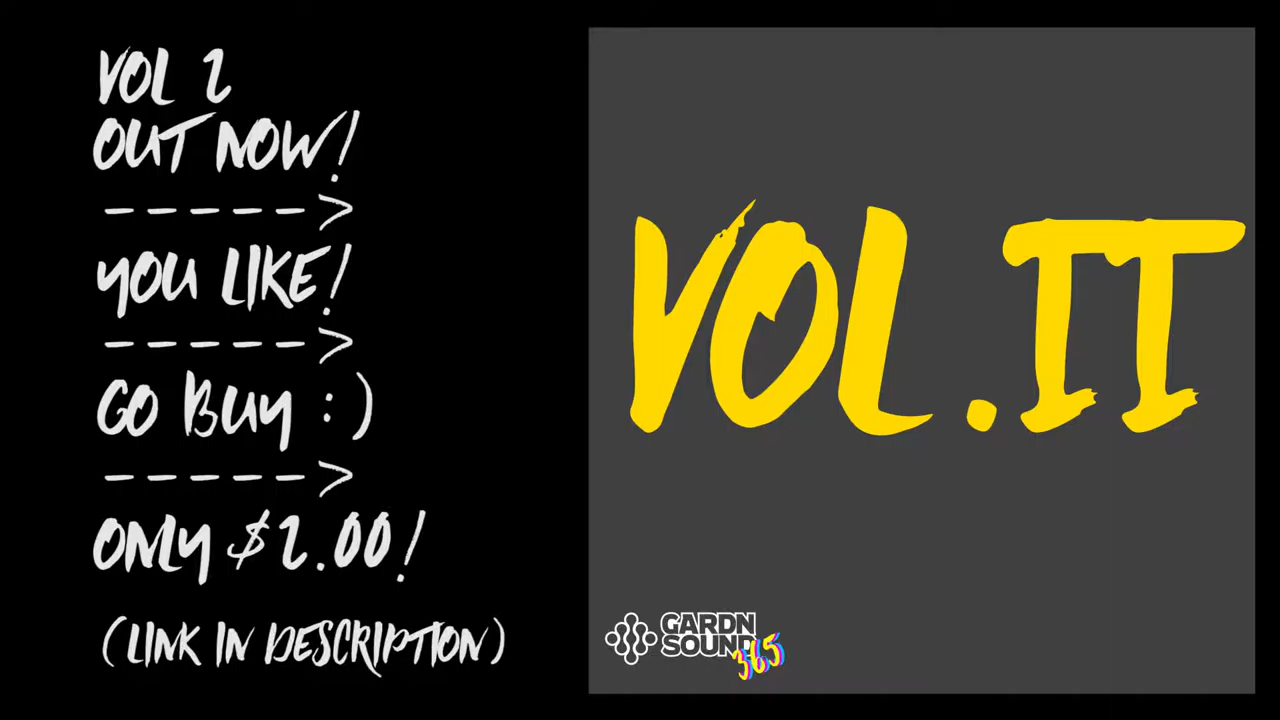 VOL 2
OUT NOW!
----->
YOU LIKE!
----->
GO BUY :)
----->
ONLY $2.00!
(LINK IN DESCRIPTION)
VOL.II
GARDN
SOUND
365